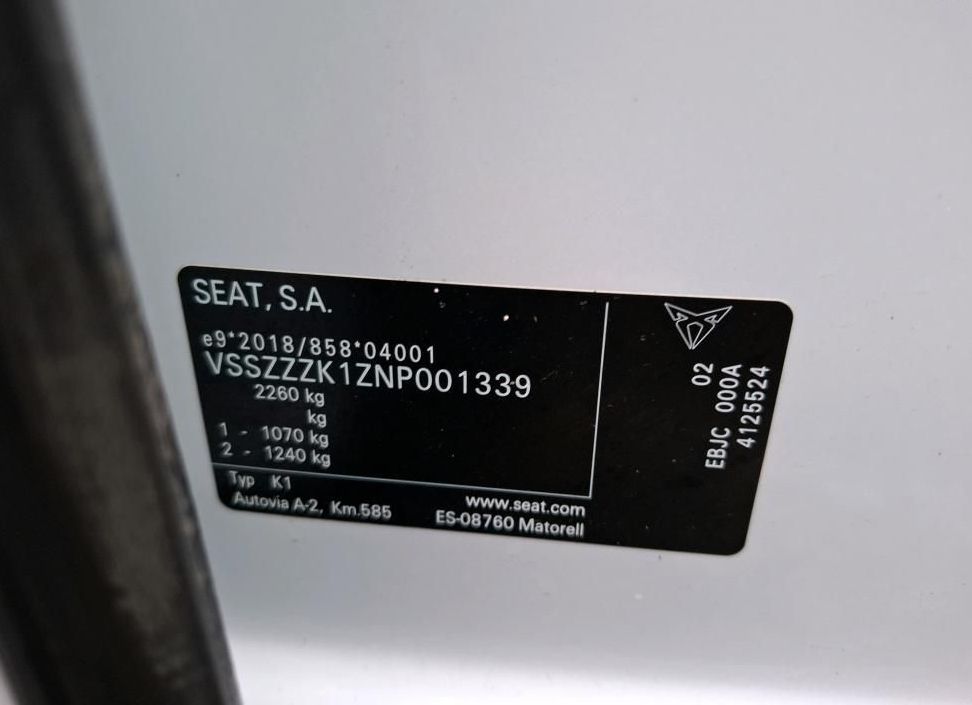 SEAT, S.A.
e9*2018/858*04001
VSSZZZK1ZNP001339
2260 kg
kg
1 - 1070 kg
2 - 1240 kg
Typ K1
www.seat.com
Autovia A-2, Km.585 ES-08760 Matorell
02
EBJC 000A
4125524